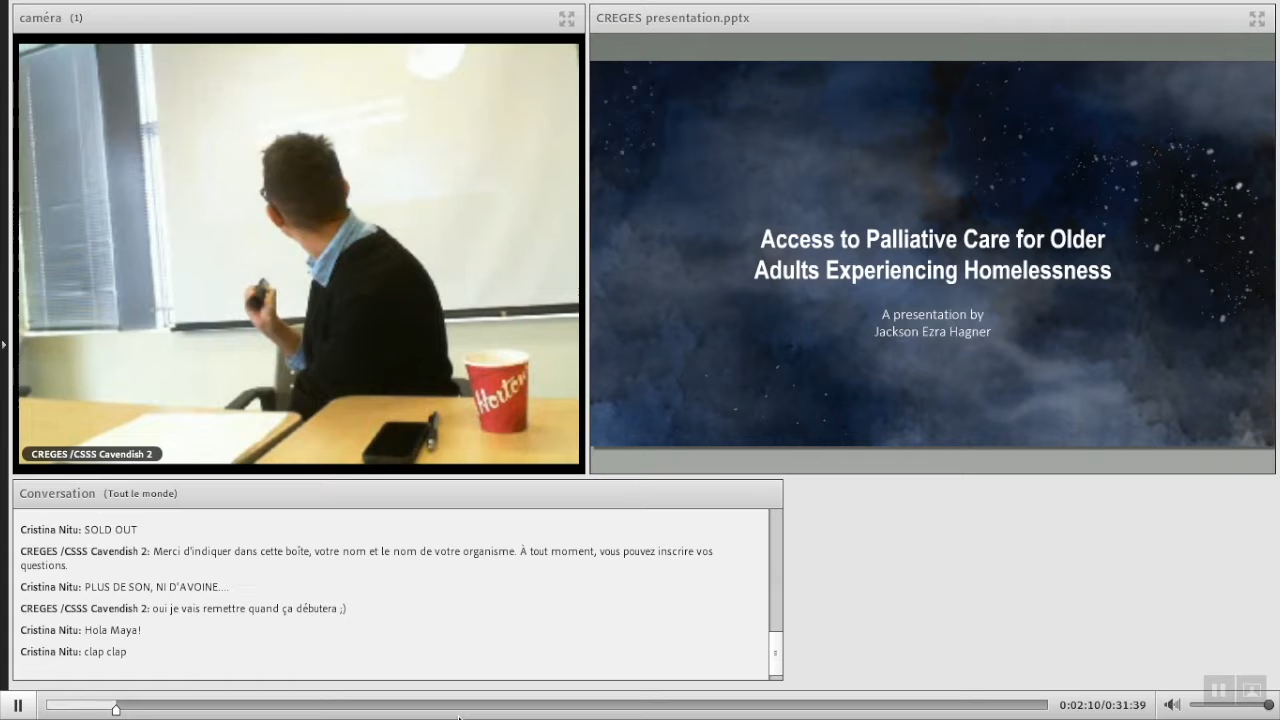 caméra (1)
CREGES presentation.pptx
Access to Palliative Care for Older
Adults Experiencing Homelessness
A presentation by
Jackson Ezra Hagner
Horton
CREGES /CSSS Cavendish 2
Conversation (Tout le monde)
Cristina Nitu: SOLD OUT
CREGES /CSSS Cavendish 2: Merci d'indiquer dans cette boîte, votre nom et le nom de votre organisme. À tout moment, vous pouvez inscrire vos
questions.
Cristina Nitu: PLUS DE SON, NI D'AVOINE....
CREGES /CSSS Cavendish 2: oui je vais remettre quand ça débutera ;)
Cristina Nitu: Hola Maya!
Cristina Nitu: clap clap
0:02:10/0:31:39